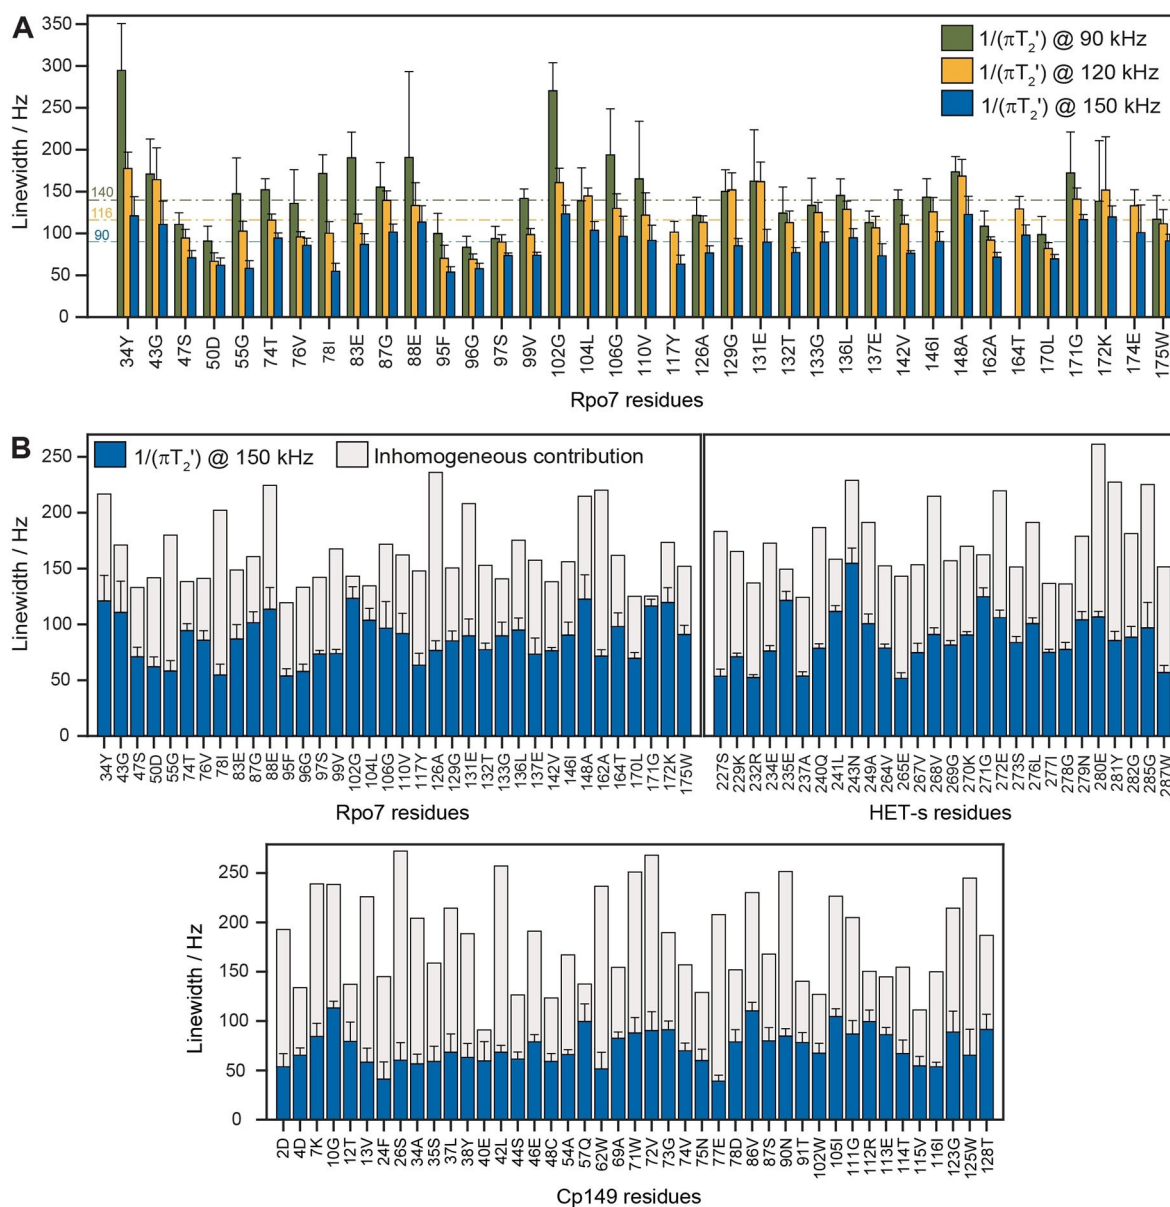 A
Linewidth / Hz
350
300
250
200
150
100
50
0
140
116
90
1/(πT2') @ 90 kHz
1/(πT2') @ 120 kHz
1/(πT2') @ 150 kHz
34Y 43G 47S 50D 55G 74T 76V 78I 83E 87G 88E 95F 96G 97S 99V 102G 104L 106G 110V 117Y 126A 129G 131E 132T 133G 136L 137E 142V 146I 148A 162A 164T 170L 171G 172K 174E 175W
Rpo7 residues
B
Linewidth / Hz
250
200
150
100
50
0
1/(πT2') @ 150 kHz Inhomogeneous contribution
34Y 43G 47S 50D 55G 74T 76V 78I 83E 87G 88E 95F 96G 97S 99V 102G 104L 106G 110V 117Y 126A 129G 131E 132T 133G 136L 137E 142V 146I 148A 162A 164T 170L 171G 172K 175W
Rpo7 residues
227S 229K 232R 234E 235E 237A 240Q 241L 243N 249A 264V 265E 267V 268V 269G 270K 271G 272E 273S 276L 277I 278G 279N 280E 281Y 282G 285G 287W
HET-s residues
Linewidth / Hz
250
200
150
100
50
0
2D 4D 7K 10G 12T 13V 24F 26S 34A 35S 37L 38Y 40E 42L 44S 46E 48C 54A 57Q 62W 69A 71W 72V 73G 74V 75N 77E 78D 86V 87S 90N 91T 102W 105I 111G 112R 113E 114T 115V 116I 123G 125W 128T
Cp149 residues